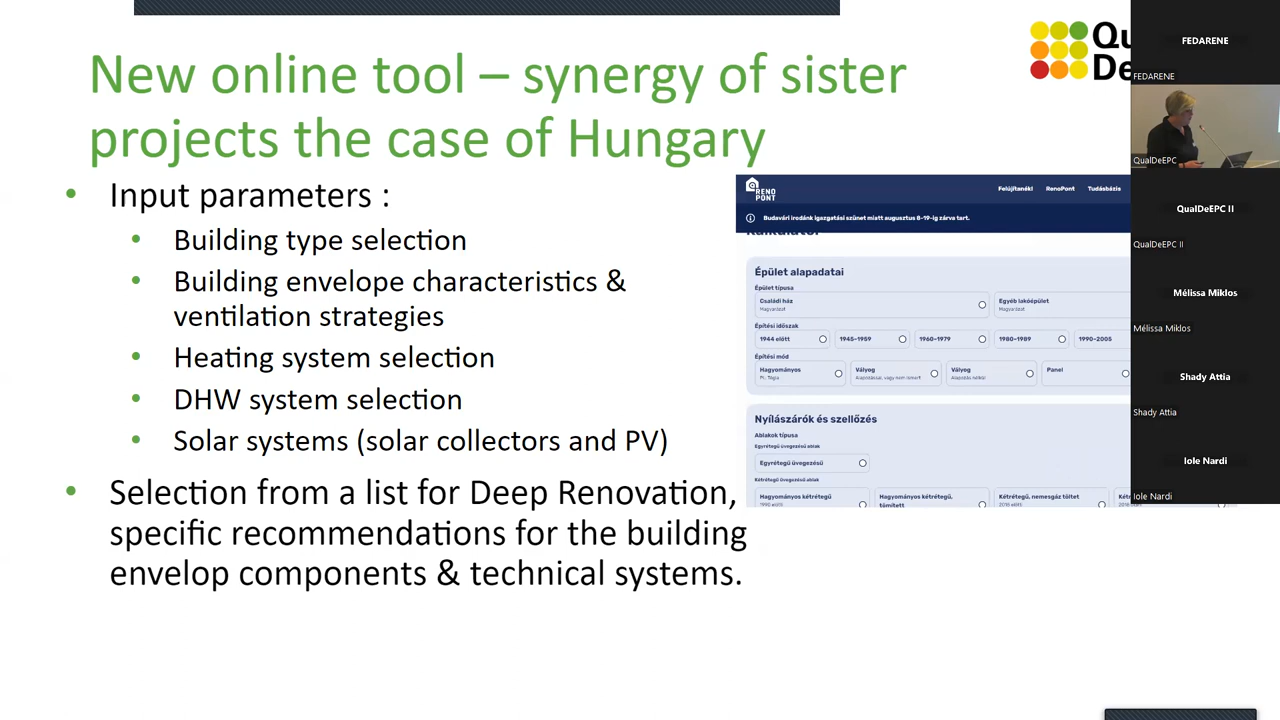 New online tool – synergy of sister
projects the case of Hungary
• Input parameters :
• Building type selection
• Building envelope characteristics &
ventilation strategies
• Heating system selection
• DHW system selection
• Solar systems (solar collectors and PV)
• Selection from a list for Deep Renovation,
specific recommendations for the building
envelop components & technical systems.
Qu
De
RENO
PONT
Felújítanék! RenoPont Tudásbázis
Budavári irodánk igazgatási szünet miatt augusztus 8-19-ig zárva tart.
Kalkulátor
Épület alapadatai
Épület típusa
Családi ház Egyéb lakóépület
Magyarázat Magyarázat
Építési időszak
1944 előtt 1945-1959 1960-1979 1980-1989 1990-2005
Építési mód
Hagyományos Vályog Vályog Panel
Pl. Tégla Alapozással, vagy nem ismert Alapozás nélkül
Nyílászárók és szellőzés
Ablakok típusa
Egyrétegű üvegezésű ablak
Egyrétegű üvegezésű
Kétrétegű üvegezésű ablak
Hagyományos kétrétegű Hagyományos kétrétegű, Kétrétegű, nemesgáz töltet
1990 előtti tömített
FEDARENE
FEDARENE
QualDeEPC
QualDeEPC II
QualDeEPC II
Mélissa Miklos
Mélissa Miklos
Shady Attia
Shady Attia
Iole Nardi
Iole Nardi